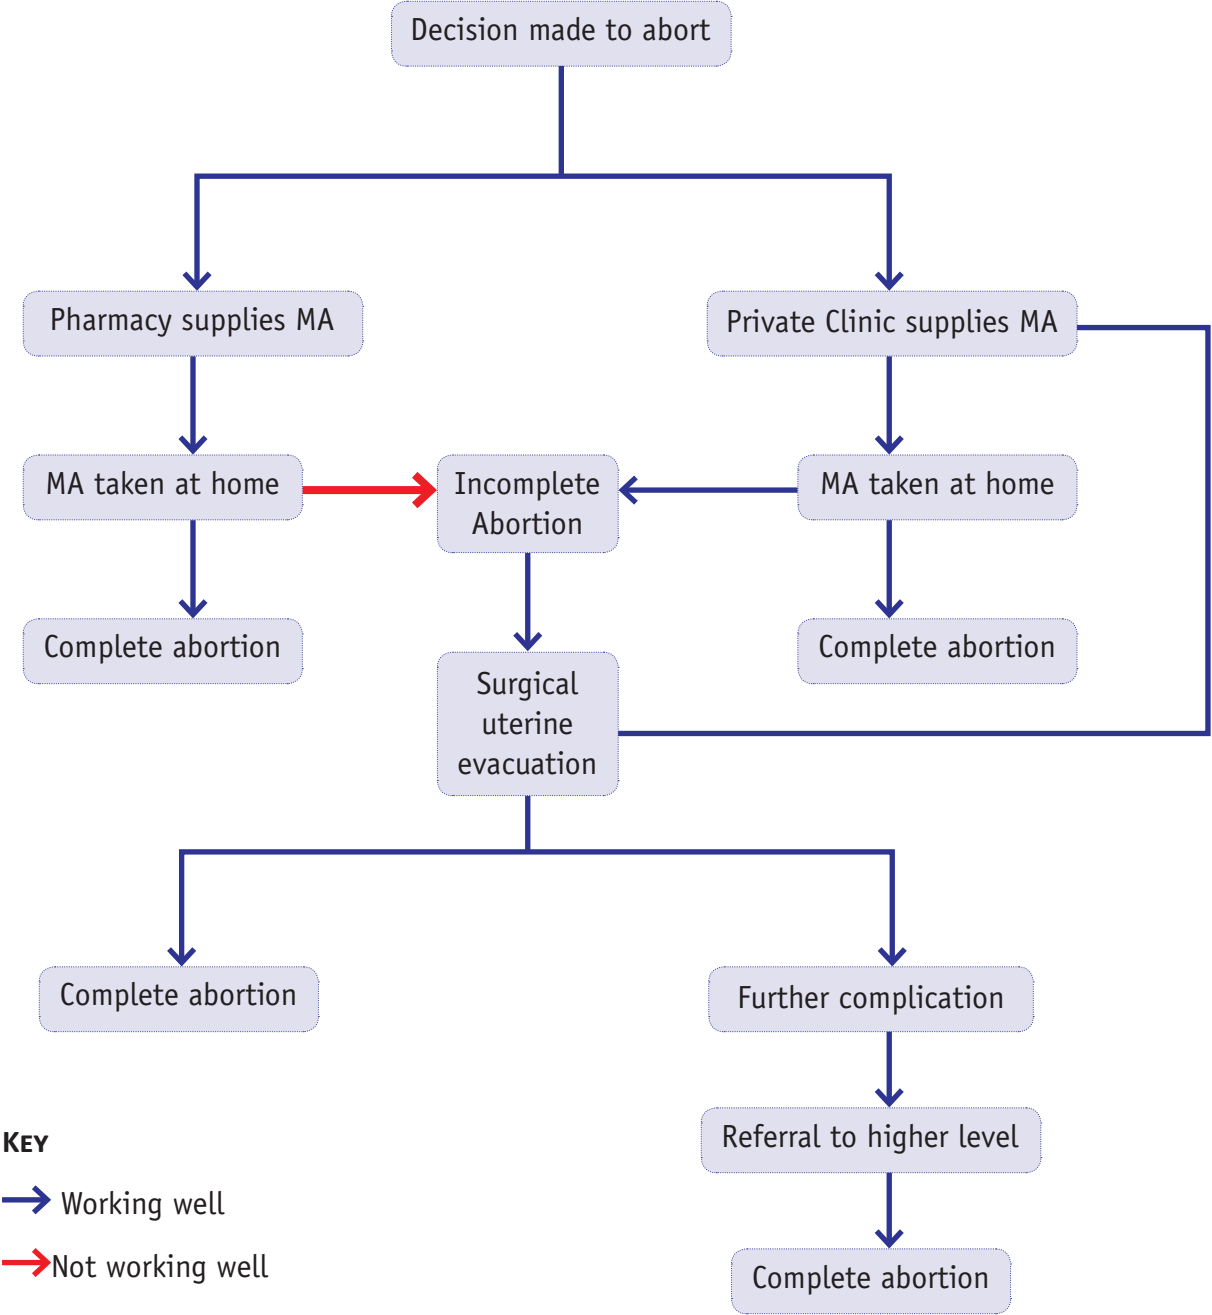 Decision made to abort
Pharmacy supplies MA
Private Clinic supplies MA
MA taken at home
Incomplete
Abortion
MA taken at home
Complete abortion
Complete abortion
Surgical
uterine
evacuation
Complete abortion
Further complication
Referral to higher level
Complete abortion
KEY
Working well
Not working well